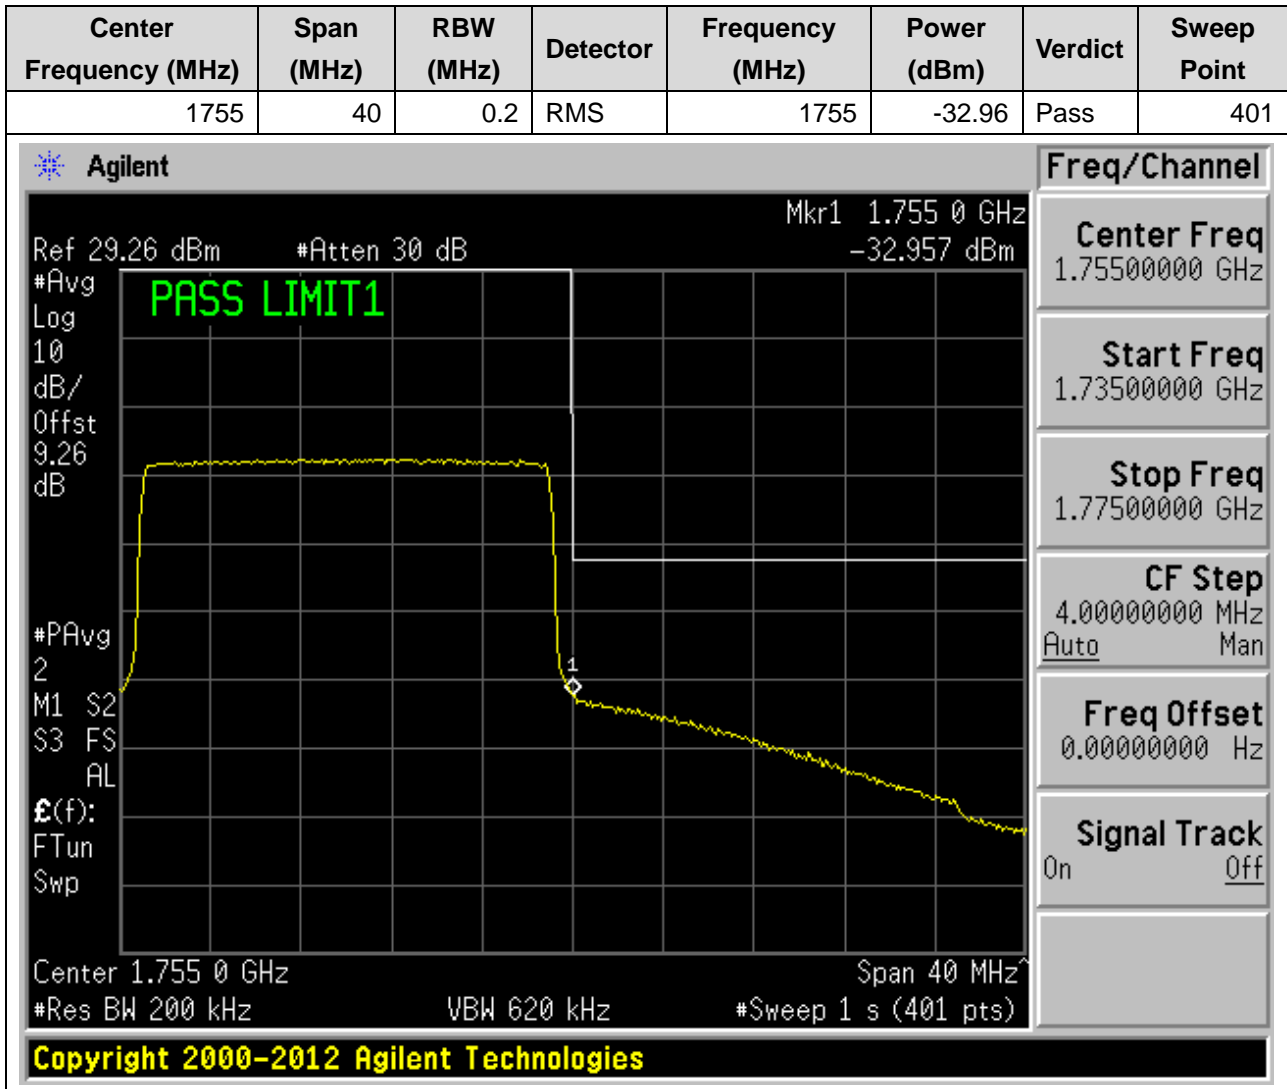 Center Frequency (MHz) Span (MHz) RBW (MHz) Detector Frequency (MHz) Power (dBm) Verdict Sweep Point
1755 40 0.2 RMS 1755 -32.96 Pass 401
Agilent
Freq/Channel
Mkr1 1.755 0 GHz
Ref 29.26 dBm #Atten 30 dB -32.957 dBm
#Avg
Log
10
dB/
Offst
9.26
dB
PASS LIMIT1
#PAvg
2
M1 S2
S3 FS
AL
£(f):
FTun
Swp
1
Center 1.755 0 GHz Span 40 MHz^
#Res BW 200 kHz VBW 620 kHz #Sweep 1 s (401 pts)
Center Freq
1.75500000 GHz
Start Freq
1.73500000 GHz
Stop Freq
1.77500000 GHz
CF Step
4.00000000 MHz
Auto Man
Freq Offset
0.00000000 Hz
Signal Track
On Off
Copyright 2000-2012 Agilent Technologies